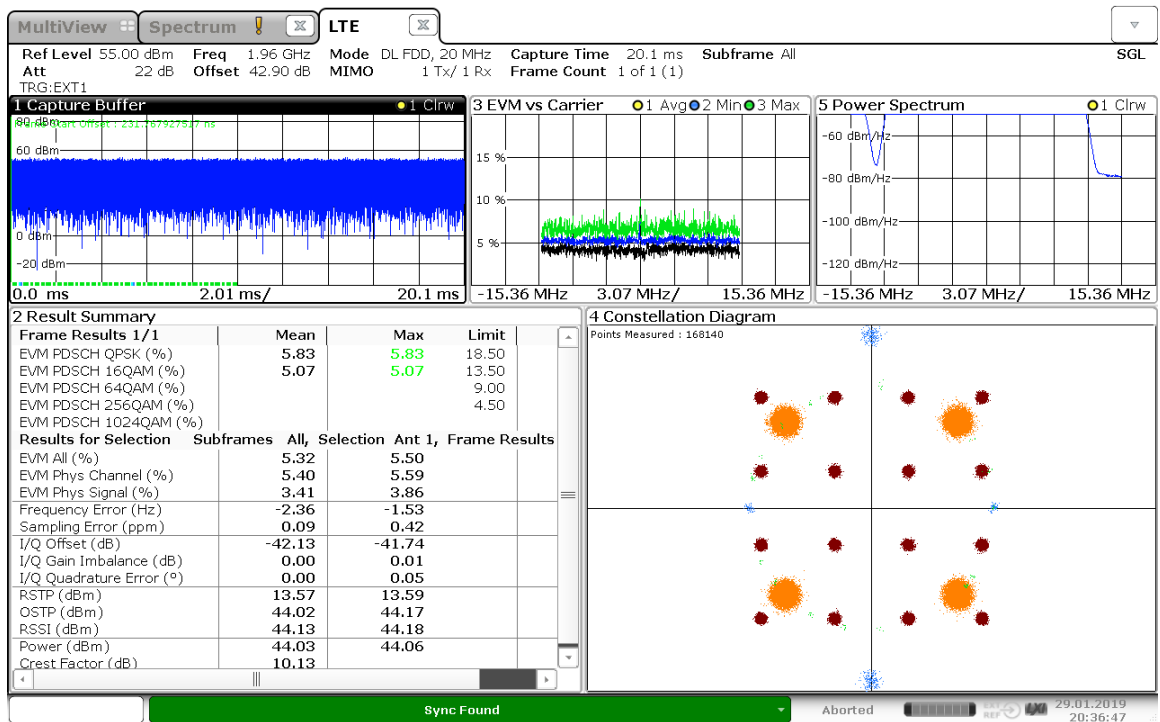 MultiView Spectrum LTE
Ref Level 55.00 dBm Freq 1.96 GHz Mode DL FDD, 20 MHz Capture Time 20.1 ms Subframe All SGL
Att 22 dB Offset 42.90 dB MIMO 1 Tx/ 1 Rx Frame Count 1 of 1 (1)
TRG:EXT1
1 Capture Buffer 1 Clrw
80 dBm
Frame Start Offset : 231.567927517 ns
60 dBm
0 dBm
-20 dBm
0.0 ms 2.01 ms/ 20.1 ms
3 EVM vs Carrier 1 Avg 2 Min 3 Max
15 %
10 %
5 %
-15.36 MHz 3.07 MHz/ 15.36 MHz
5 Power Spectrum 1 Clrw
-60 dBm/Hz
-80 dBm/Hz
-100 dBm/Hz
-120 dBm/Hz
-15.36 MHz 3.07 MHz/ 15.36 MHz
2 Result Summary
Frame Results 1/1 Mean Max Limit
EVM PDSCH QPSK (%) 5.83 5.83 18.50
EVM PDSCH 16QAM (%) 5.07 5.07 13.50
EVM PDSCH 64QAM (%) 9.00
EVM PDSCH 256QAM (%) 4.50
EVM PDSCH 1024QAM (%)
Results for Selection Subframes All, Selection Ant 1, Frame Results
EVM All (%) 5.32 5.50
EVM Phys Channel (%) 5.40 5.59
EVM Phys Signal (%) 3.41 3.86
Frequency Error (Hz) -2.36 -1.53
Sampling Error (ppm) 0.09 0.42
I/Q Offset (dB) -42.13 -41.74
I/Q Gain Imbalance (dB) 0.00 0.01
I/Q Quadrature Error (°) 0.00 0.05
RSTP (dBm) 13.57 13.59
OSTP (dBm) 44.02 44.17
RSSI (dBm) 44.13 44.18
Power (dBm) 44.03 44.06
Crest Factor (dB) 10.13
4 Constellation Diagram
Points Measured : 168140
Sync Found
Aborted
EXT
REF
LXI
29.01.2019
20:36:47